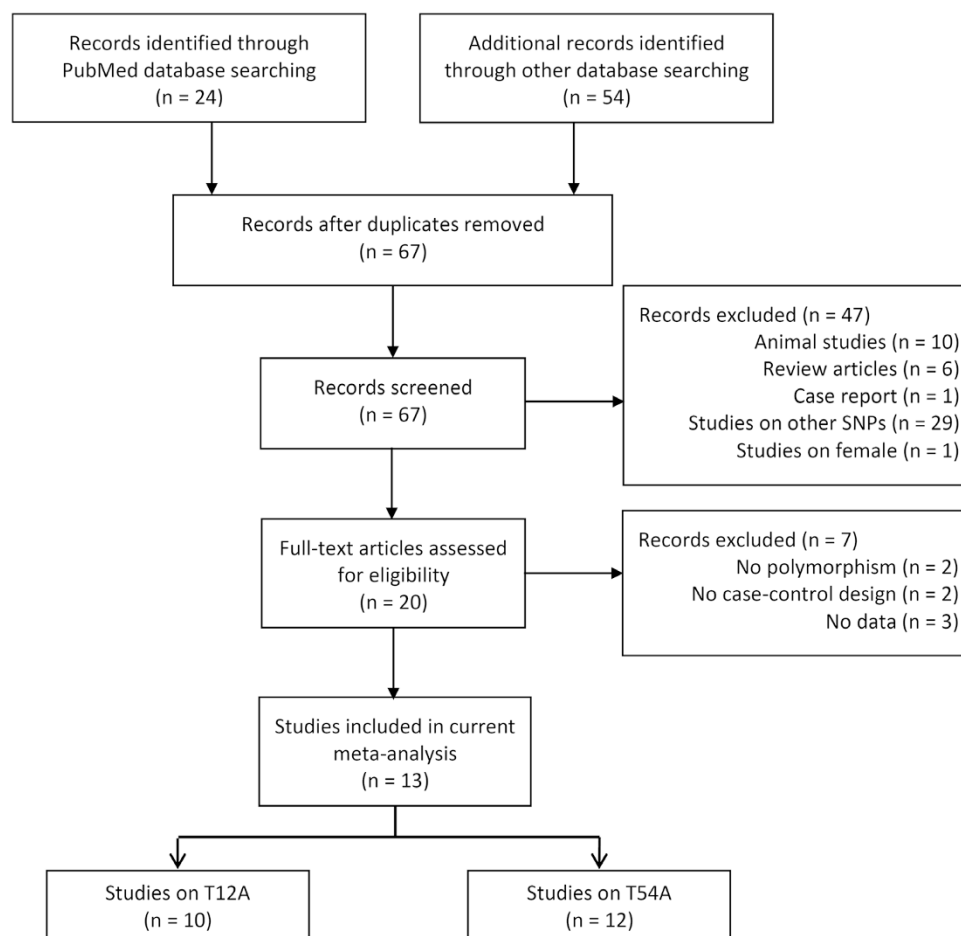 Records identified through
PubMed database searching
(n = 24)
Additional records identified
through other database searching
(n = 54)
Records after duplicates removed
(n = 67)
Records screened
(n = 67)
Records excluded (n = 47)
Animal studies (n = 10)
Review articles (n = 6)
Case report (n = 1)
Studies on other SNPs (n = 29)
Studies on female (n = 1)
Full-text articles assessed
for eligibility
(n = 20)
Records excluded (n = 7)
No polymorphism (n = 2)
No case-control design (n = 2)
No data (n = 3)
Studies included in current
meta-analysis
(n = 13)
Studies on T12A
(n = 10)
Studies on T54A
(n = 12)